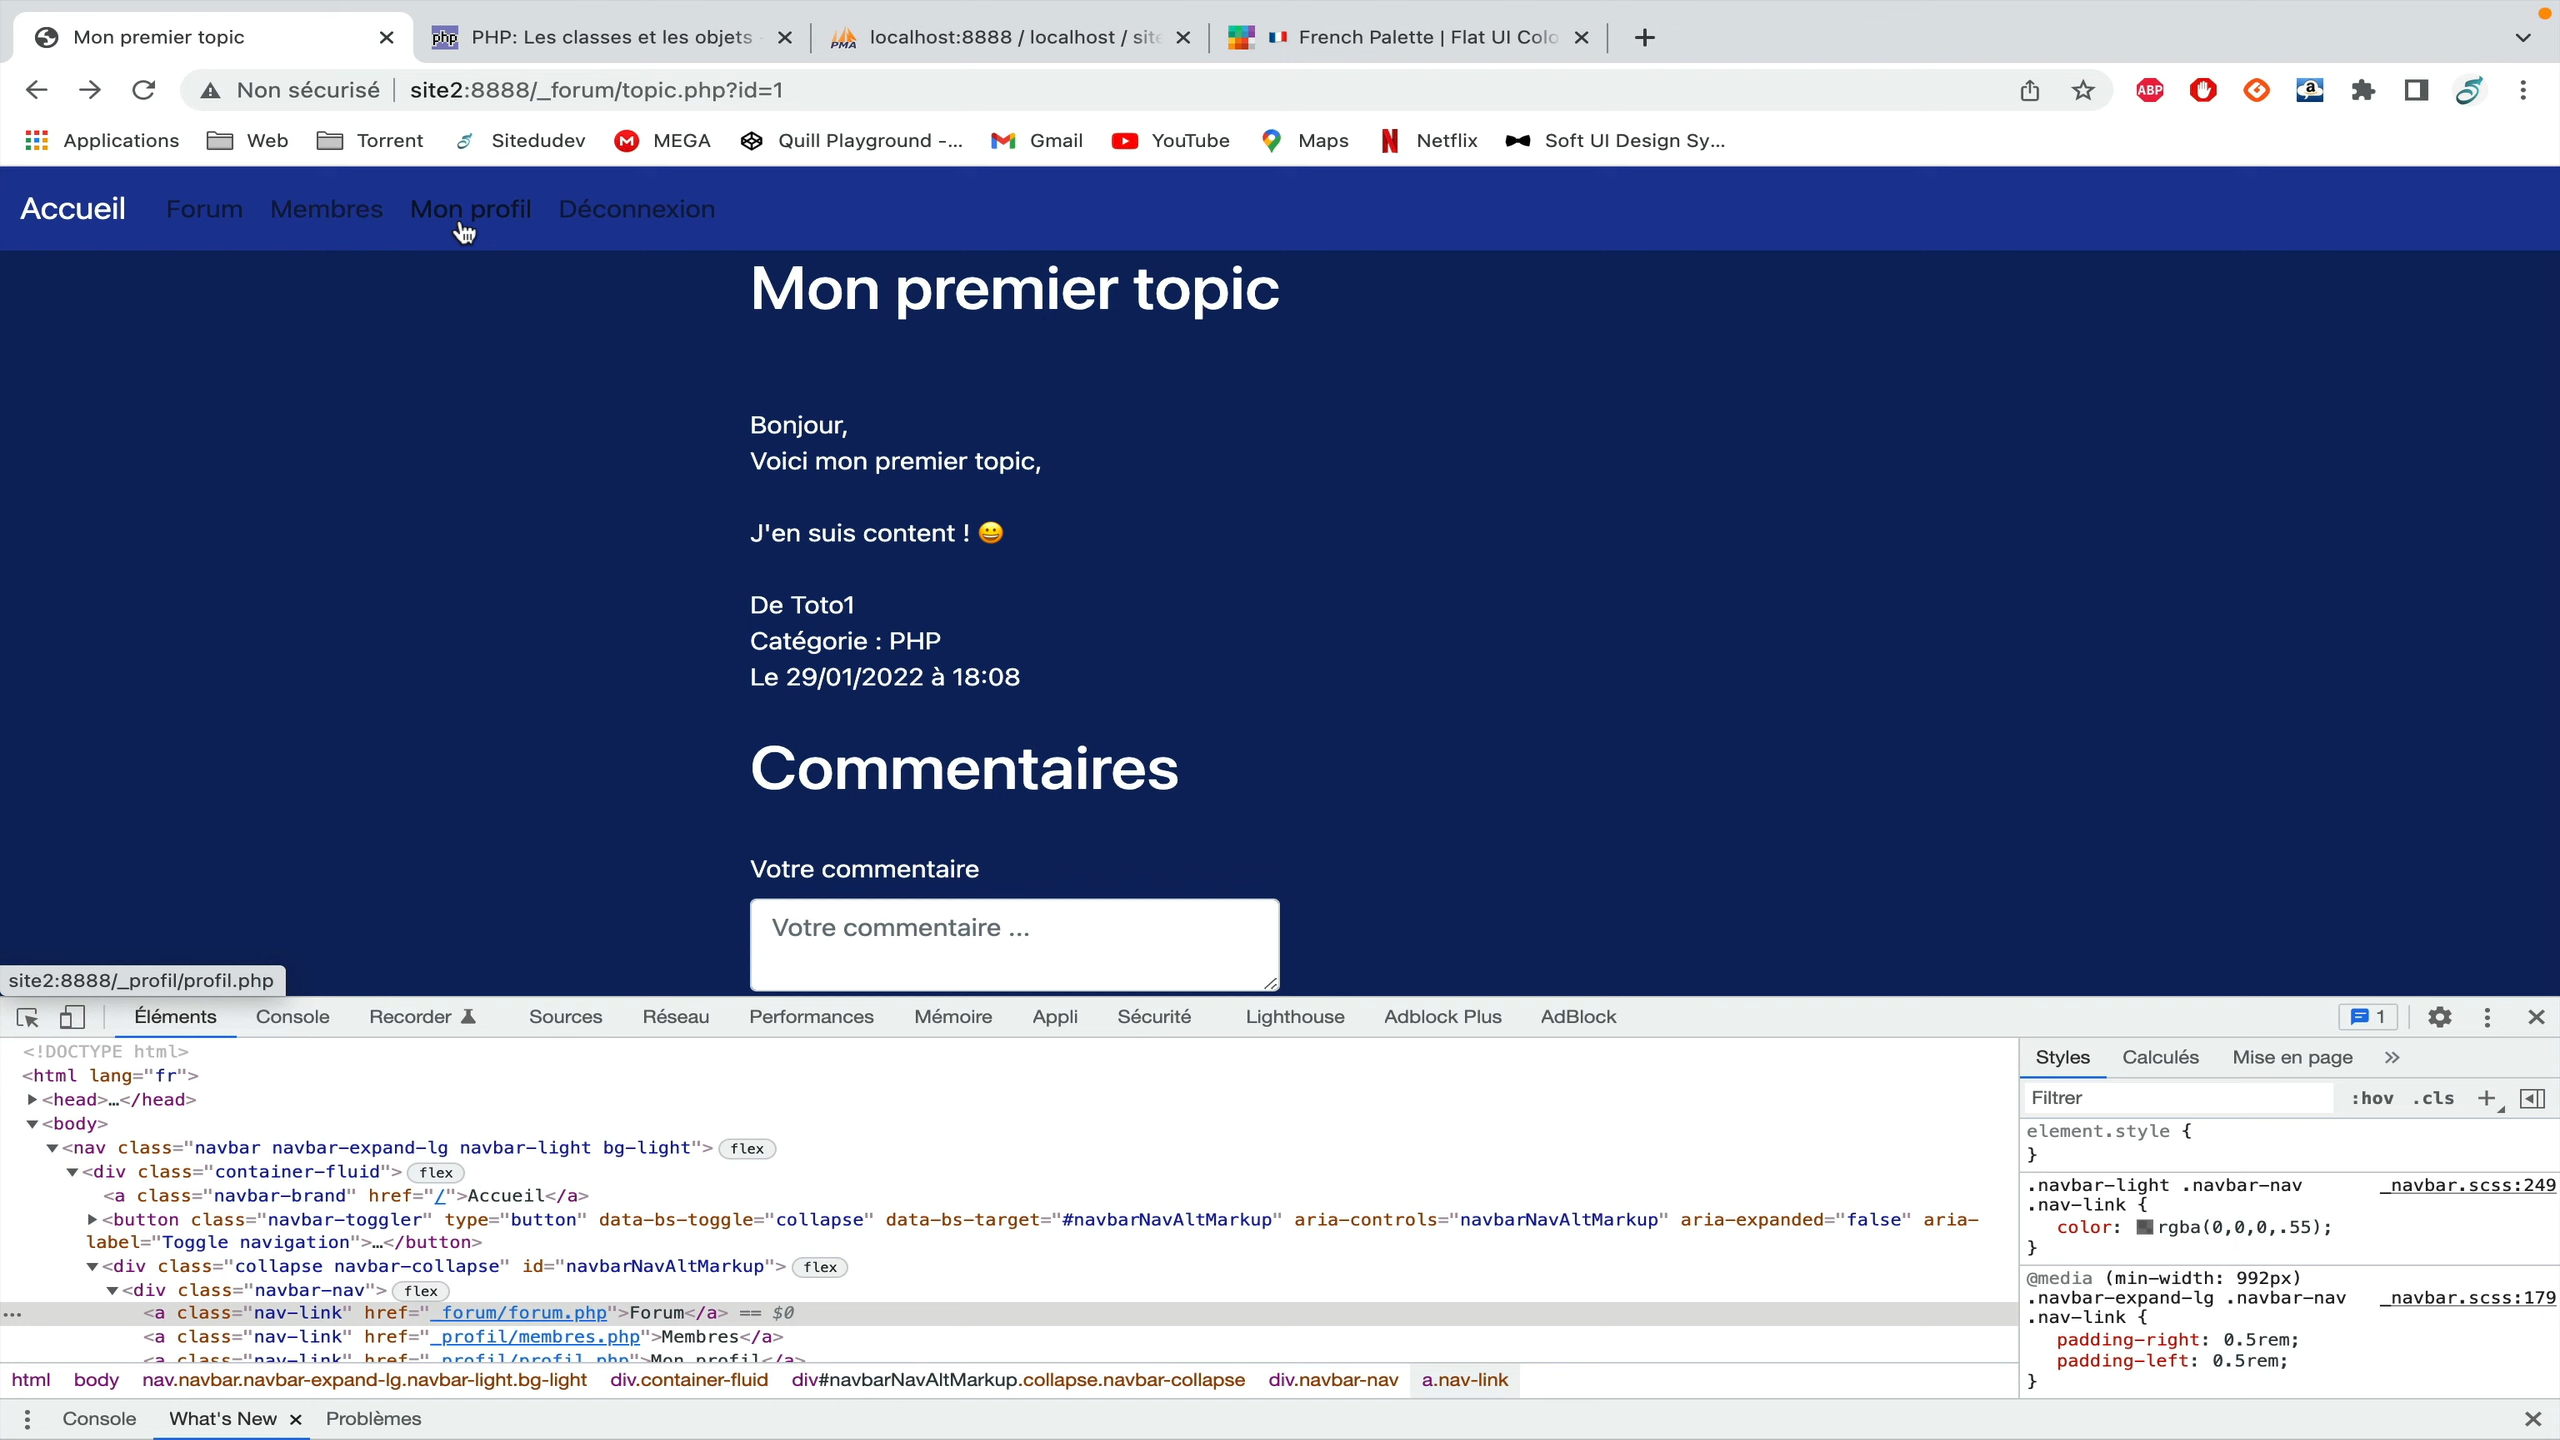 Mon premier topic
PHP: Les classes et les objets
localhost:8888 / localhost / site
French Palette | Flat UI Colo
Non sécurisé
site2:8888/_forum/topic.php?id=1
ABP
Applications
Web
Torrent
Sitedudev
MEGA
Quill Playground -...
Gmail
YouTube
Maps
Netflix
Soft UI Design Sy...
Accueil
Forum
Membres
Mon profil
Déconnexion
Mon premier topic
Bonjour,
Voici mon premier topic,
J'en suis content ! 😀
De Toto1
Catégorie : PHP
Le 29/01/2022 à 18:08
Commentaires
Votre commentaire
Votre commentaire ...
site2:8888/_profil/profil.php
Éléments
Console
Recorder
Sources
Réseau
Performances
Mémoire
Appli
Sécurité
Lighthouse
Adblock Plus
AdBlock
1
<!DOCTYPE html>
<html lang="fr">
▶<head>…</head>
▼<body>
▼<nav class="navbar navbar-expand-lg navbar-light bg-light"> flex
▼<div class="container-fluid"> flex
<a class="navbar-brand" href="/">Accueil</a>
▶<button class="navbar-toggler" type="button" data-bs-toggle="collapse" data-bs-target="#navbarNavAltMarkup" aria-controls="navbarNavAltMarkup" aria-expanded="false" aria-
label="Toggle navigation">…</button>
▼<div class="collapse navbar-collapse" id="navbarNavAltMarkup"> flex
▼<div class="navbar-nav"> flex
<a class="nav-link" href="_forum/forum.php">Forum</a> == $0
<a class="nav-link" href="_profil/membres.php">Membres</a>
<a class="nav-link" href="_profil/profil.php">Mon profil</a>
html
body
nav.navbar.navbar-expand-lg.navbar-light.bg-light
div.container-fluid
div#navbarNavAltMarkup.collapse.navbar-collapse
div.navbar-nav
a.nav-link
Styles
Calculés
Mise en page
Filtrer
:hov
.cls
element.style {
}
.navbar-light .navbar-nav _navbar.scss:249
.nav-link {
color: rgba(0,0,0,.55);
}
@media (min-width: 992px)
.navbar-expand-lg .navbar-nav _navbar.scss:179
.nav-link {
padding-right: 0.5rem;
padding-left: 0.5rem;
}
Console
What's New
Problèmes